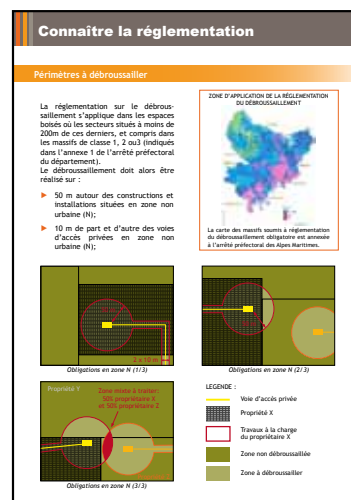 Connaître la réglementation
Périmètres à débroussailler
La réglementation sur le débrous-
saillement s'applique dans les espaces
boisés où les secteurs situés à moins de
200m de ces derniers, et compris dans
les massifs de classe 1, 2 ou3 (indiqués
dans l'annexe 1 de l'arrêté préfectoral
du département).
Le débroussaillement doit alors être
réalisé sur :
50 m autour des constructions et
installations situées en zone non
urbaine (N);
10 m de part et d'autre des voies
d'accès privées en zone non
urbaine (N);
ZONE D'APPLICATION DE LA RÉGLEMENTATION
DU DÉBROUSSAILLEMENT
La carte des massifs soumis à réglementation
du débroussaillement obligatoire est annexée
à l'arrêté préfectoral des Alpes Maritimes.
2 x 10 m
Obligations en zone N (1/3)
Obligations en zone N (2/3)
Propriété Y
Zone mixte à traiter:
50% propriétaire X
et 50% propriétaire Z
Obligations en zone N (3/3)
LEGENDE :
Voie d'accès privée
Propriété X
Travaux à la charge
du propriétaire X
Zone non débroussaillée
Zone à débroussailler